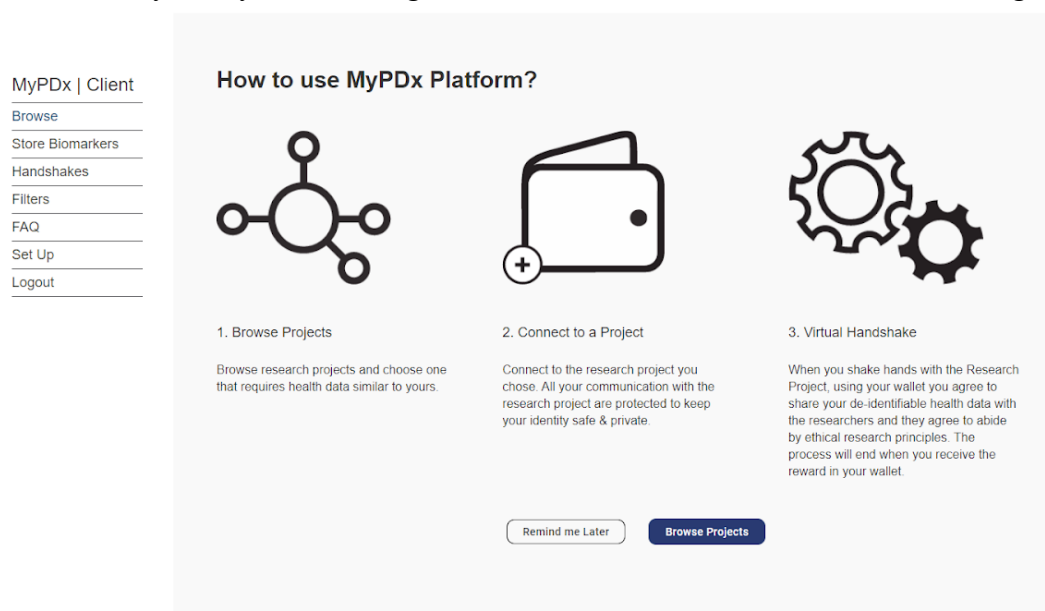 MyPDx | Client
Browse
Store Biomarkers
Handshakes
Filters
FAQ
Set Up
Logout
How to use MyPDx Platform?
1. Browse Projects
Browse research projects and choose one
that requires health data similar to yours.
2. Connect to a Project
Connect to the research project you
chose. All your communication with the
research project are protected to keep
your identity safe & private.
3. Virtual Handshake
When you shake hands with the Research
Project, using your wallet you agree to
share your de-identifiable health data with
the researchers and they agree to abide
by ethical research principles. The
process will end when you receive the
reward in your wallet.
Remind me Later
Browse Projects